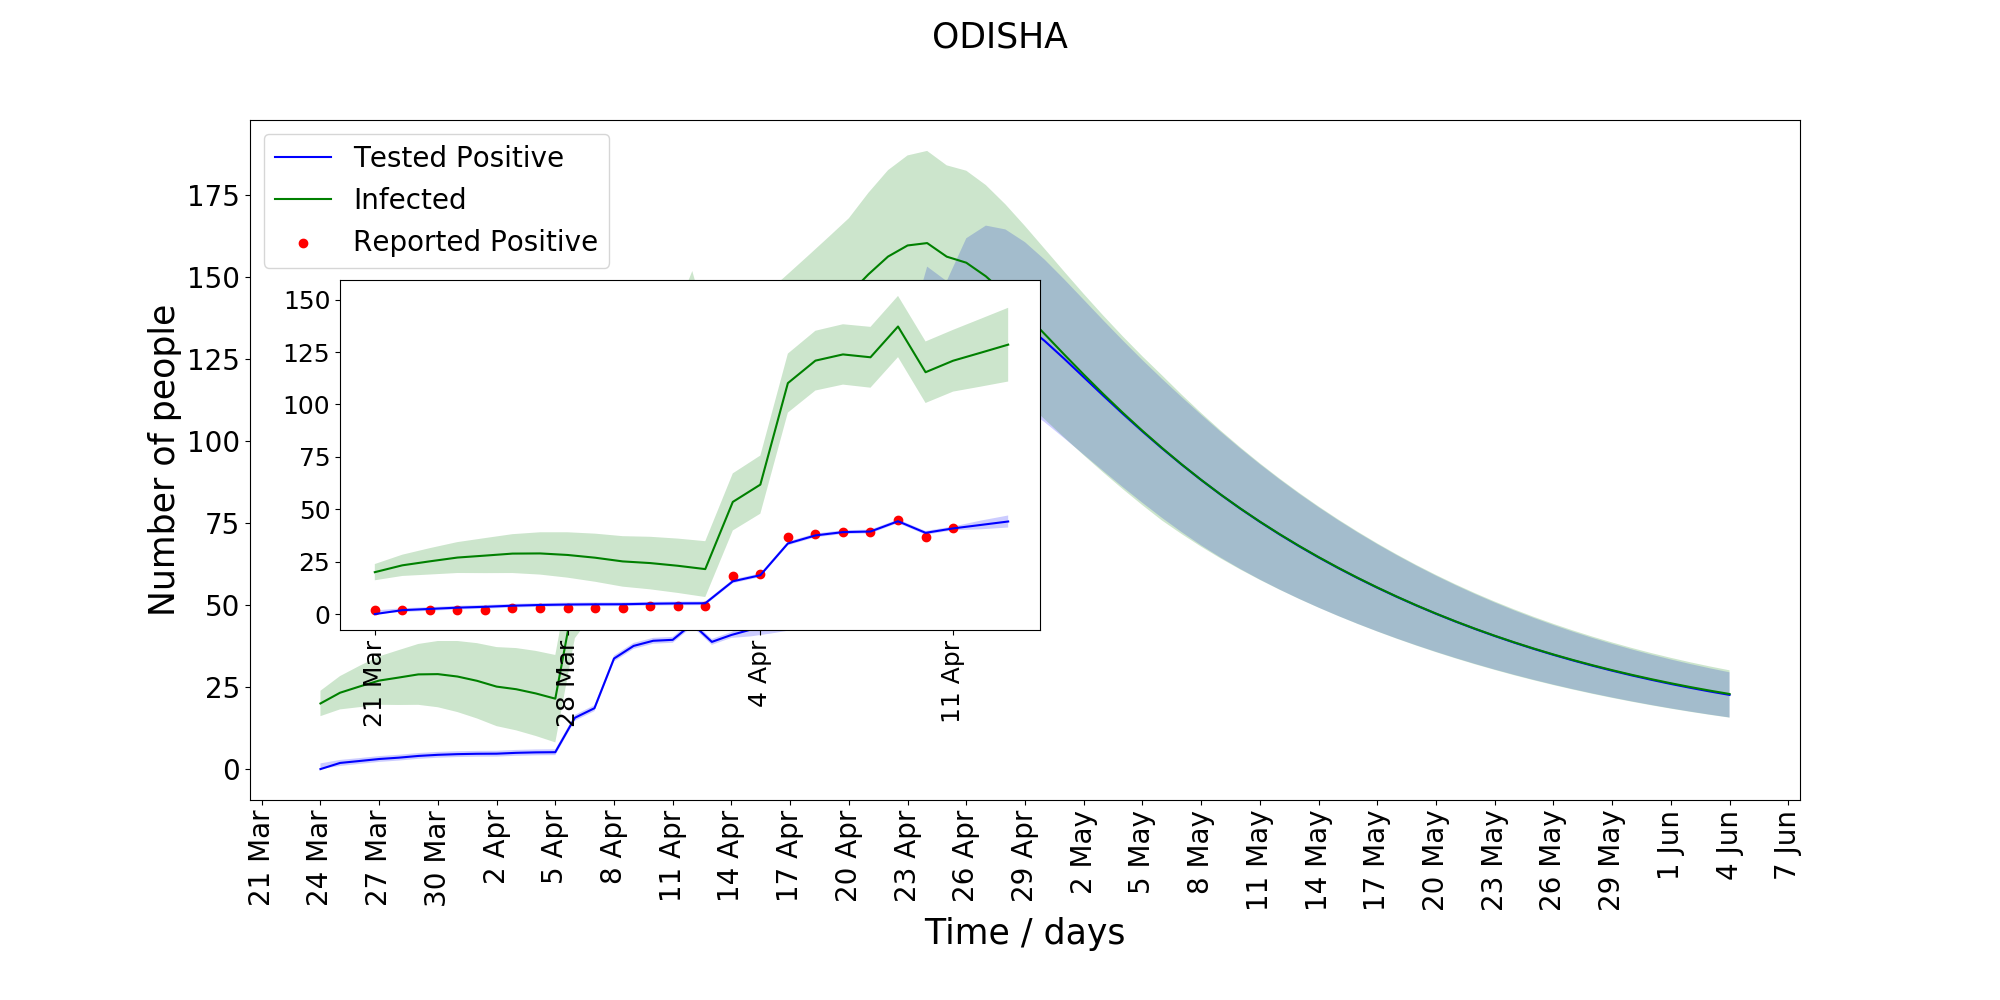 ODISHA
Tested Positive
Infected
Reported Positive
Number of people
175
150
125
100
75
50
25
0
150
125
100
75
50
25
0
21 Mar
28 Mar
4 Apr
11 Apr
21 Mar
24 Mar
27 Mar
30 Mar
2 Apr
5 Apr
8 Apr
11 Apr
14 Apr
17 Apr
20 Apr
23 Apr
26 Apr
29 Apr
2 May
5 May
8 May
11 May
14 May
17 May
20 May
23 May
26 May
29 May
1 Jun
4 Jun
7 Jun
Time / days